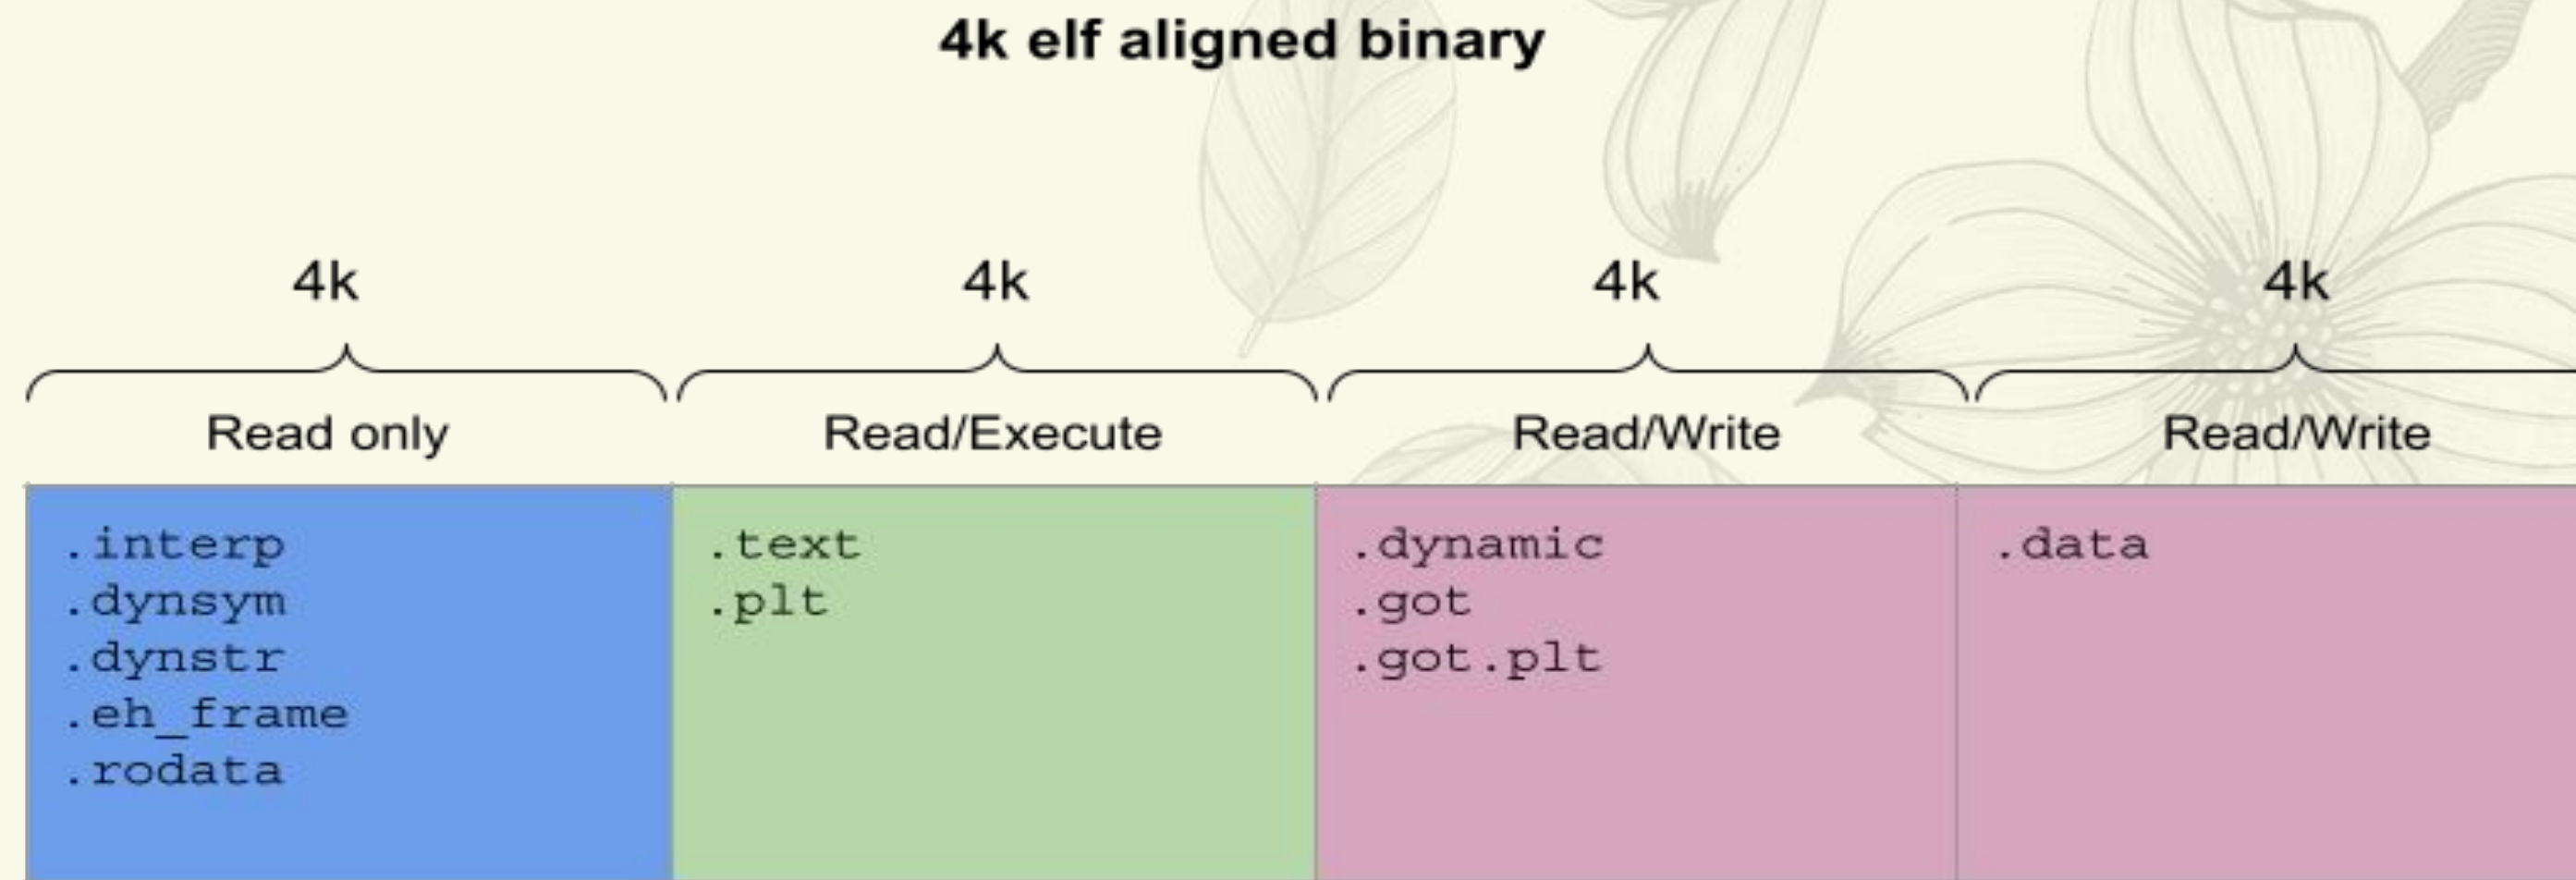 4k elf aligned binary
4k 4k 4k 4k
Read only Read/Execute Read/Write Read/Write
.interp .text .dynamic .data
.dynsym .plt .got
.dynstr .got.plt
.eh_frame
.rodata